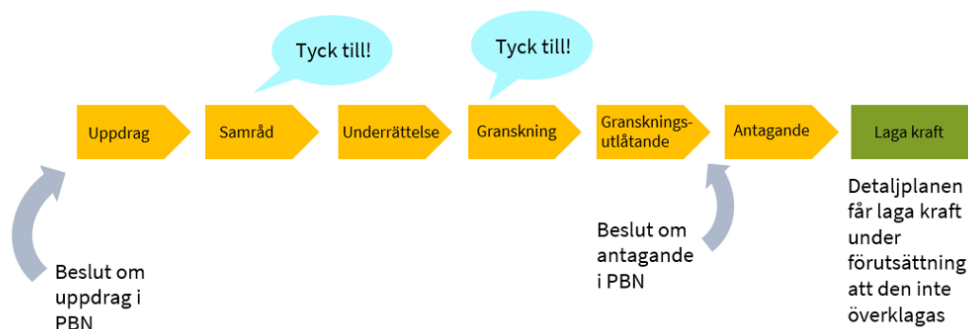 Tyck till!
Tyck till!
Uppdrag
Samråd
Underrättelse
Granskning
Gransknings-
utlåtande
Antagande
Laga kraft
Beslut om
uppdrag i
PBN
Beslut om
antagande
i PBN
Detaljplanen
får laga kraft
under
förutsättning
att den inte
överklagas